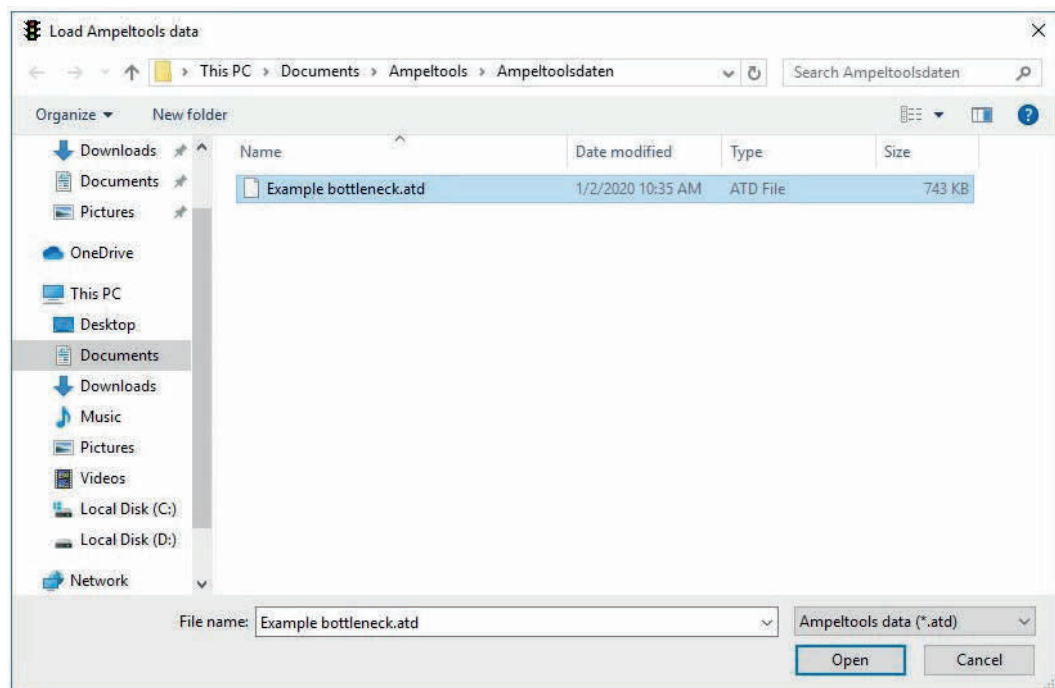 Load Ampeltools data
This PC > Documents > Ampeltools > Ampeltoolsdaten
Search Ampeltoolsdaten
Organize
New folder
Downloads
Documents
Pictures
OneDrive
This PC
Desktop
Documents
Downloads
Music
Pictures
Videos
Local Disk (C:)
Local Disk (D:)
Network
Name Date modified Type Size
Example bottleneck.atd 1/2/2020 10:35 AM ATD File 743 KB
File name: Example bottleneck.atd
Ampeltools data (*.atd)
Open Cancel